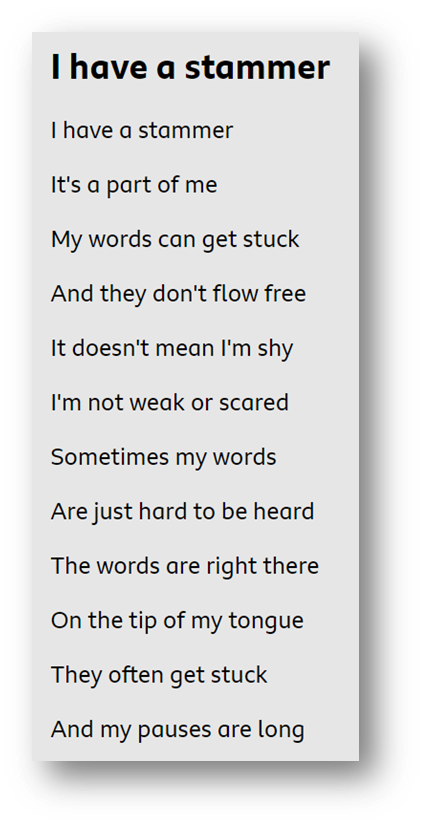 I have a stammer
I have a stammer
It's a part of me
My words can get stuck
And they don't flow free
It doesn't mean I'm shy
I'm not weak or scared
Sometimes my words
Are just hard to be heard
The words are right there
On the tip of my tongue
They often get stuck
And my pauses are long